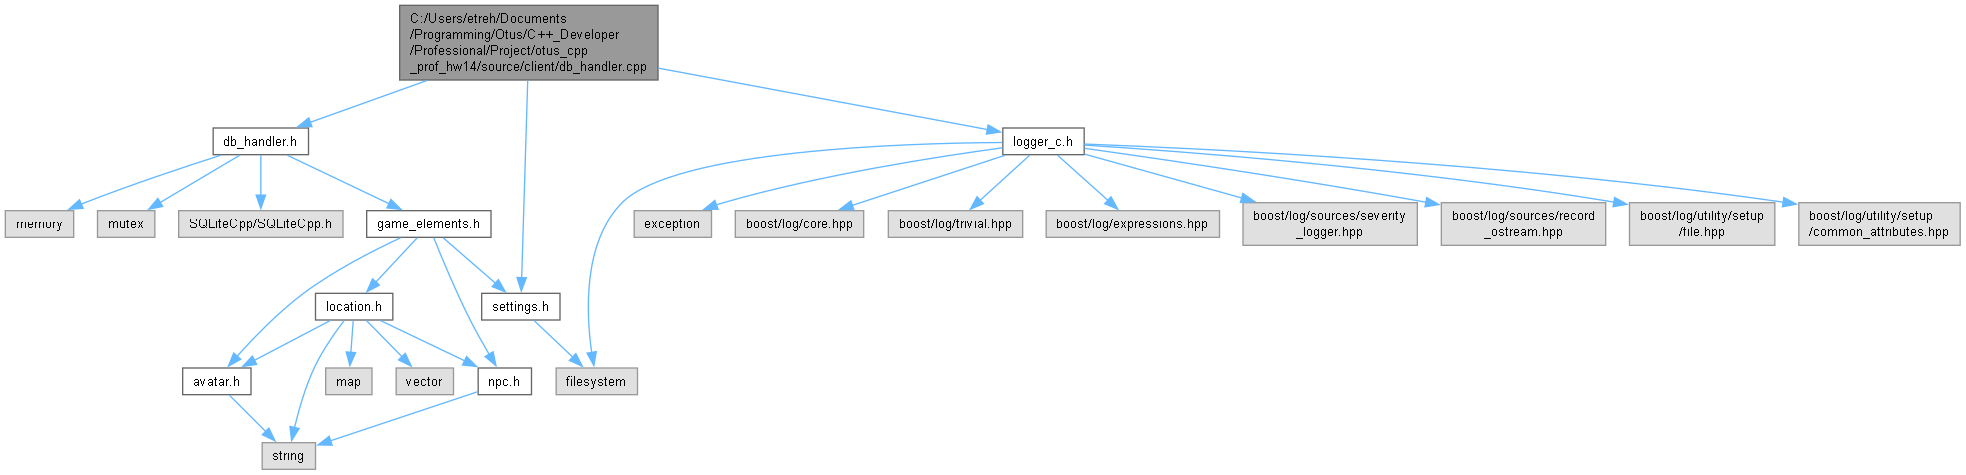 C:/Users/etreh/Documents
/Programming/Otus/C++_Developer
/Professional/Project/otus_cpp
_prof_hw14/source/client/db_handler.cpp
db_handler.h
logger_c.h
memory
mutex
SQLiteCpp/SQLiteCpp.h
game_elements.h
exception
boost/log/core.hpp
boost/log/trivial.hpp
boost/log/expressions.hpp
boost/log/sources/severity
_logger.hpp
boost/log/sources/record
_ostream.hpp
boost/log/utility/setup
/file.hpp
boost/log/utility/setup
/common_attributes.hpp
location.h
settings.h
avatar.h
map
vector
npc.h
filesystem
string